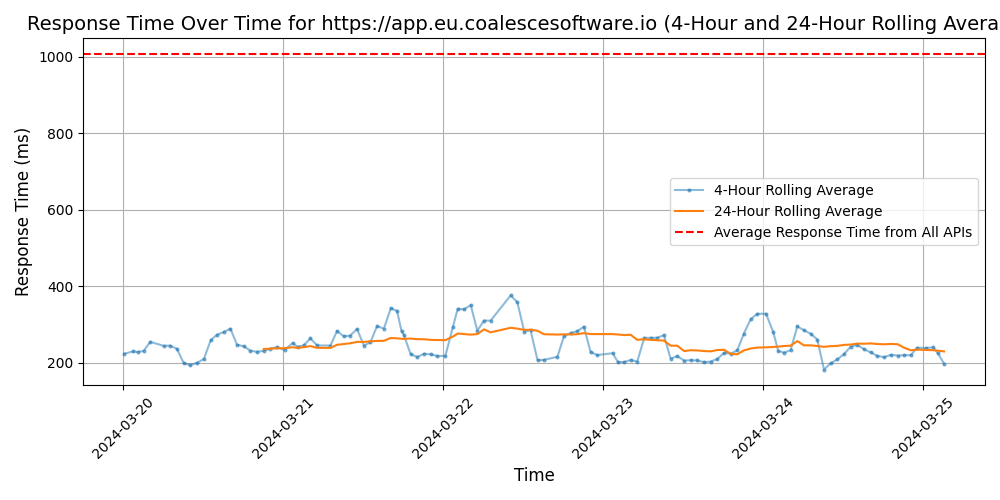 Response Time Over Time for https://app.eu.coalescesoftware.io (4-Hour and 24-Hour Rolling Avera
Response Time (ms)
1000
800
600
400
200
4-Hour Rolling Average
24-Hour Rolling Average
Average Response Time from All APIs
2024-03-20
2024-03-21
2024-03-22
2024-03-23
2024-03-24
2024-03-25
Time